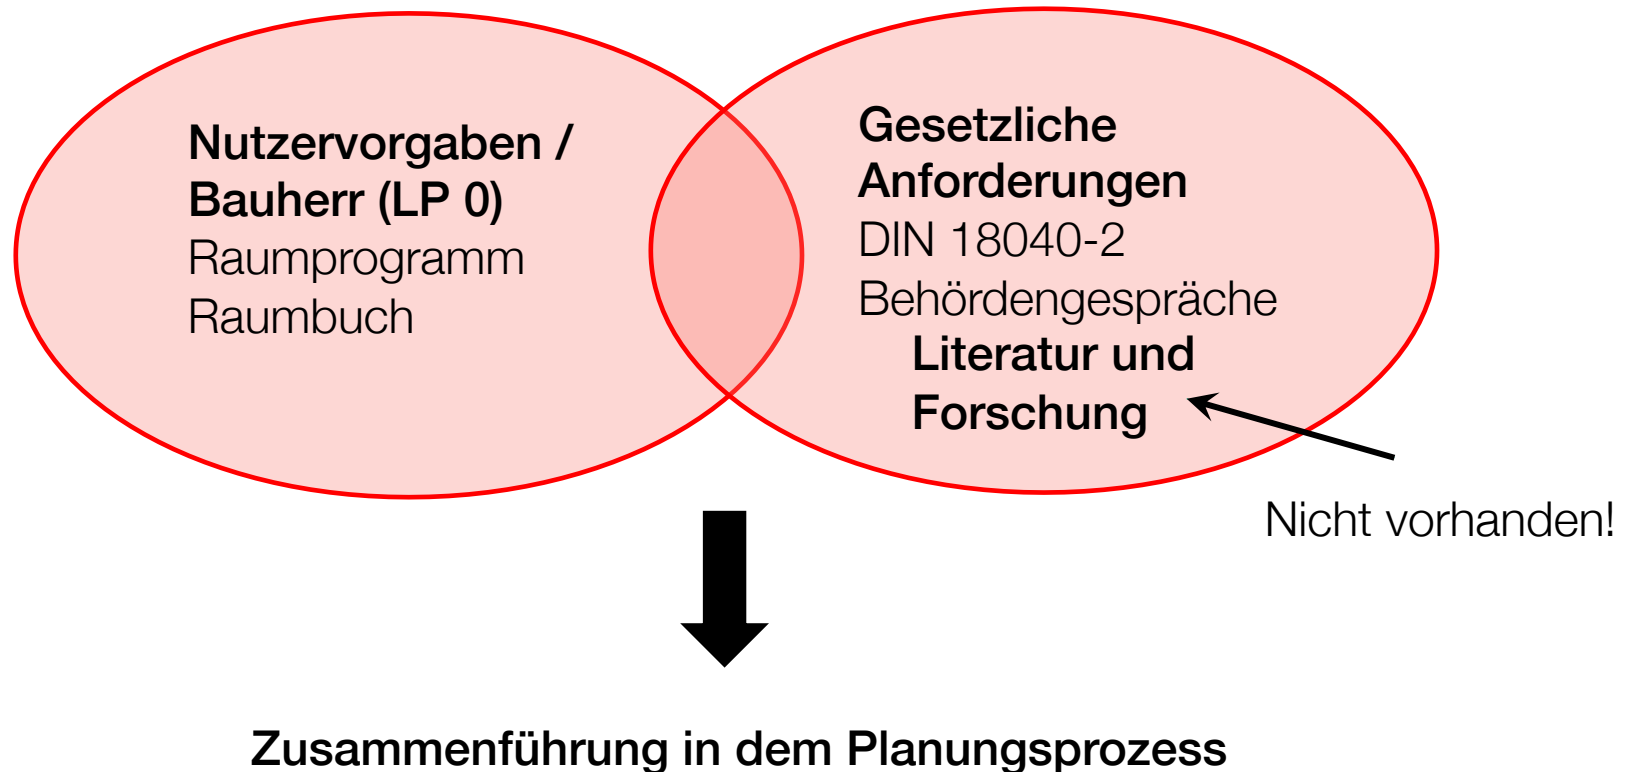 Nutzervorgaben /
Bauherr (LP 0)
Raumprogramm
Raumbuch
Gesetzliche
Anforderungen
DIN 18040-2
Behördengespräche
Literatur und
Forschung
Nicht vorhanden!
Zusammenführung in dem Planungsprozess